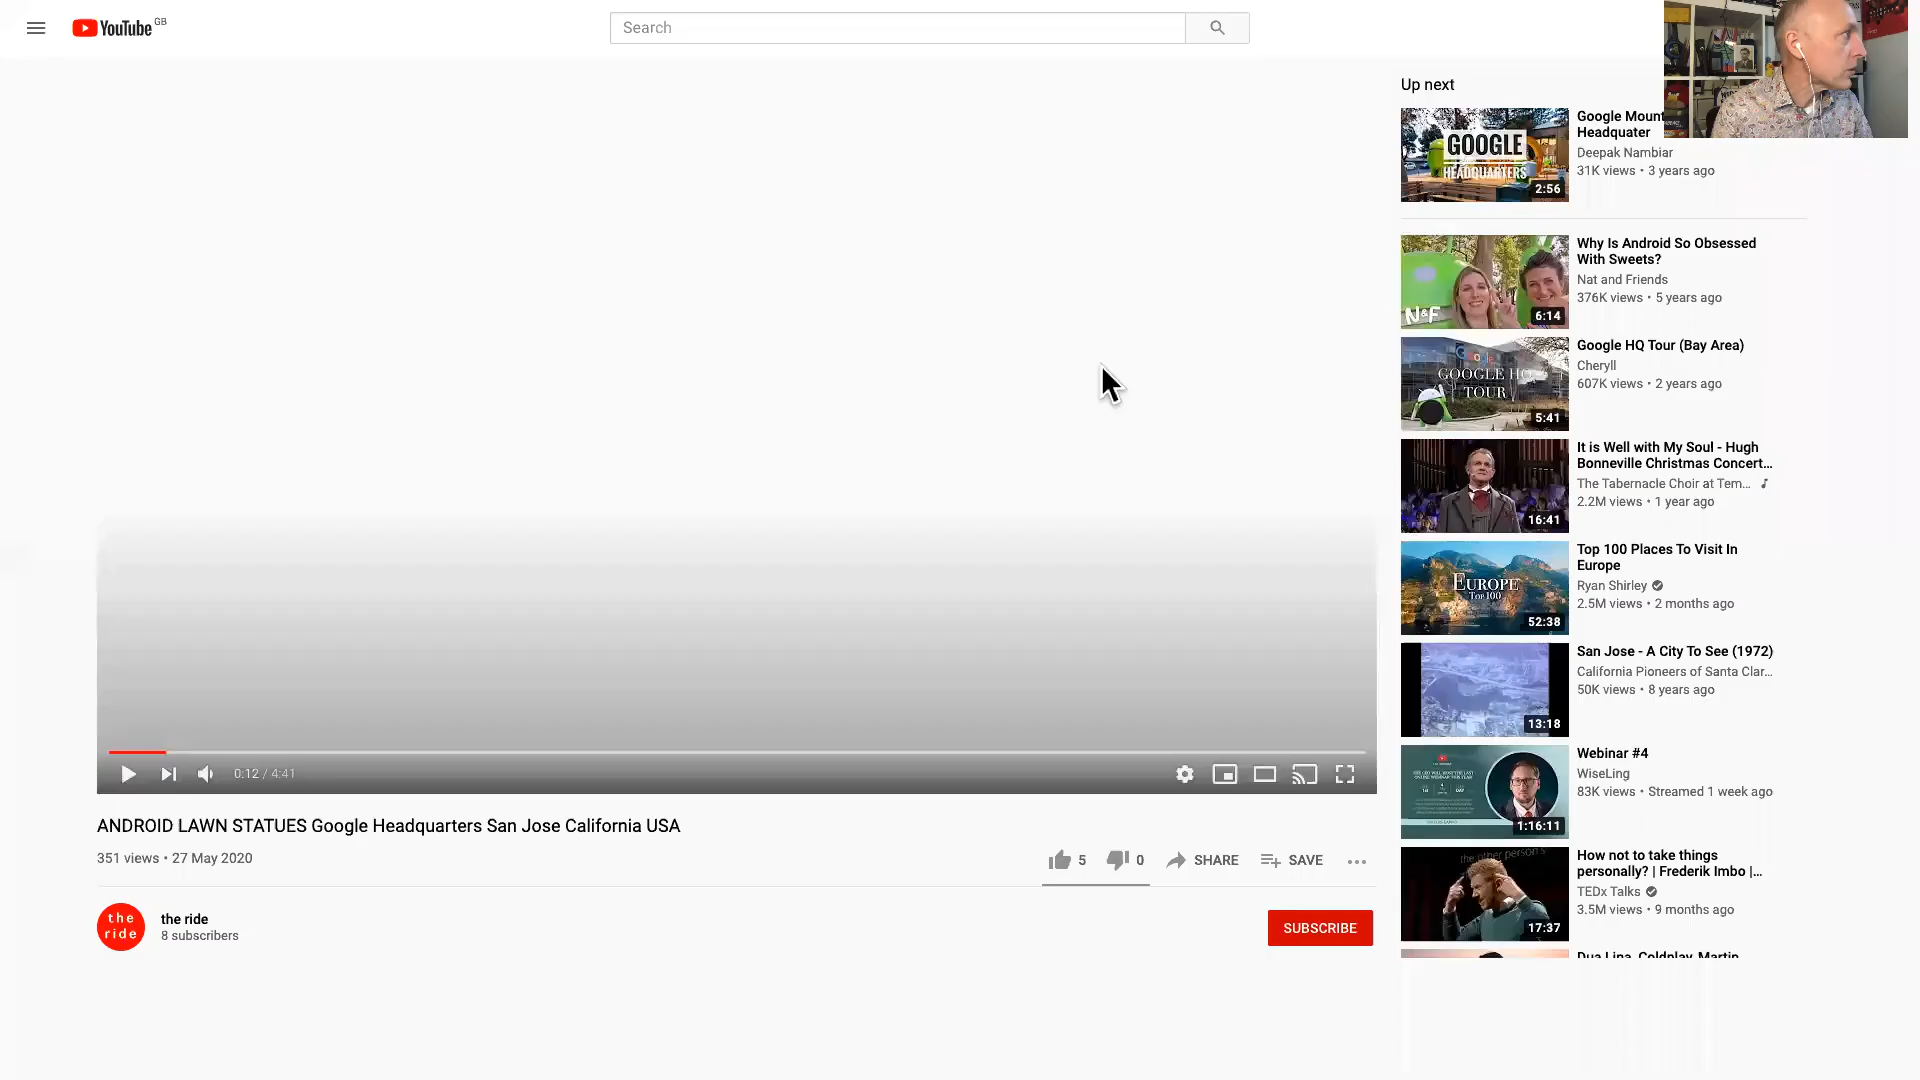 YouTube GB
Search
Up next
GOOGLE
HEADQUARTERS
2:56
Google Mount
Headquater
Deepak Nambiar
31K views • 3 years ago
N&F
6:14
Why Is Android So Obsessed
With Sweets?
Nat and Friends
376K views • 5 years ago
Google
GOOGLE HQ
TOUR
5:41
Google HQ Tour (Bay Area)
Cheryll
607K views • 2 years ago
16:41
It is Well with My Soul - Hugh
Bonneville Christmas Concert...
The Tabernacle Choir at Tem...
2.2M views • 1 year ago
EUROPE
TOP 100
52:38
Top 100 Places To Visit In
Europe
Ryan Shirley
2.5M views • 2 months ago
13:18
San Jose - A City To See (1972)
California Pioneers of Santa Clar...
50K views • 8 years ago
1:16:11
Webinar #4
WiseLing
83K views • Streamed 1 week ago
the other person's
17:37
How not to take things
personally? | Frederik Imbo |...
TEDx Talks
3.5M views • 9 months ago
Dua Lipa, Coldplay, Martin
0:12 / 4:41
ANDROID LAWN STATUES Google Headquarters San Jose California USA
351 views • 27 May 2020
5
0
SHARE
SAVE
the
ride
the ride
8 subscribers
SUBSCRIBE